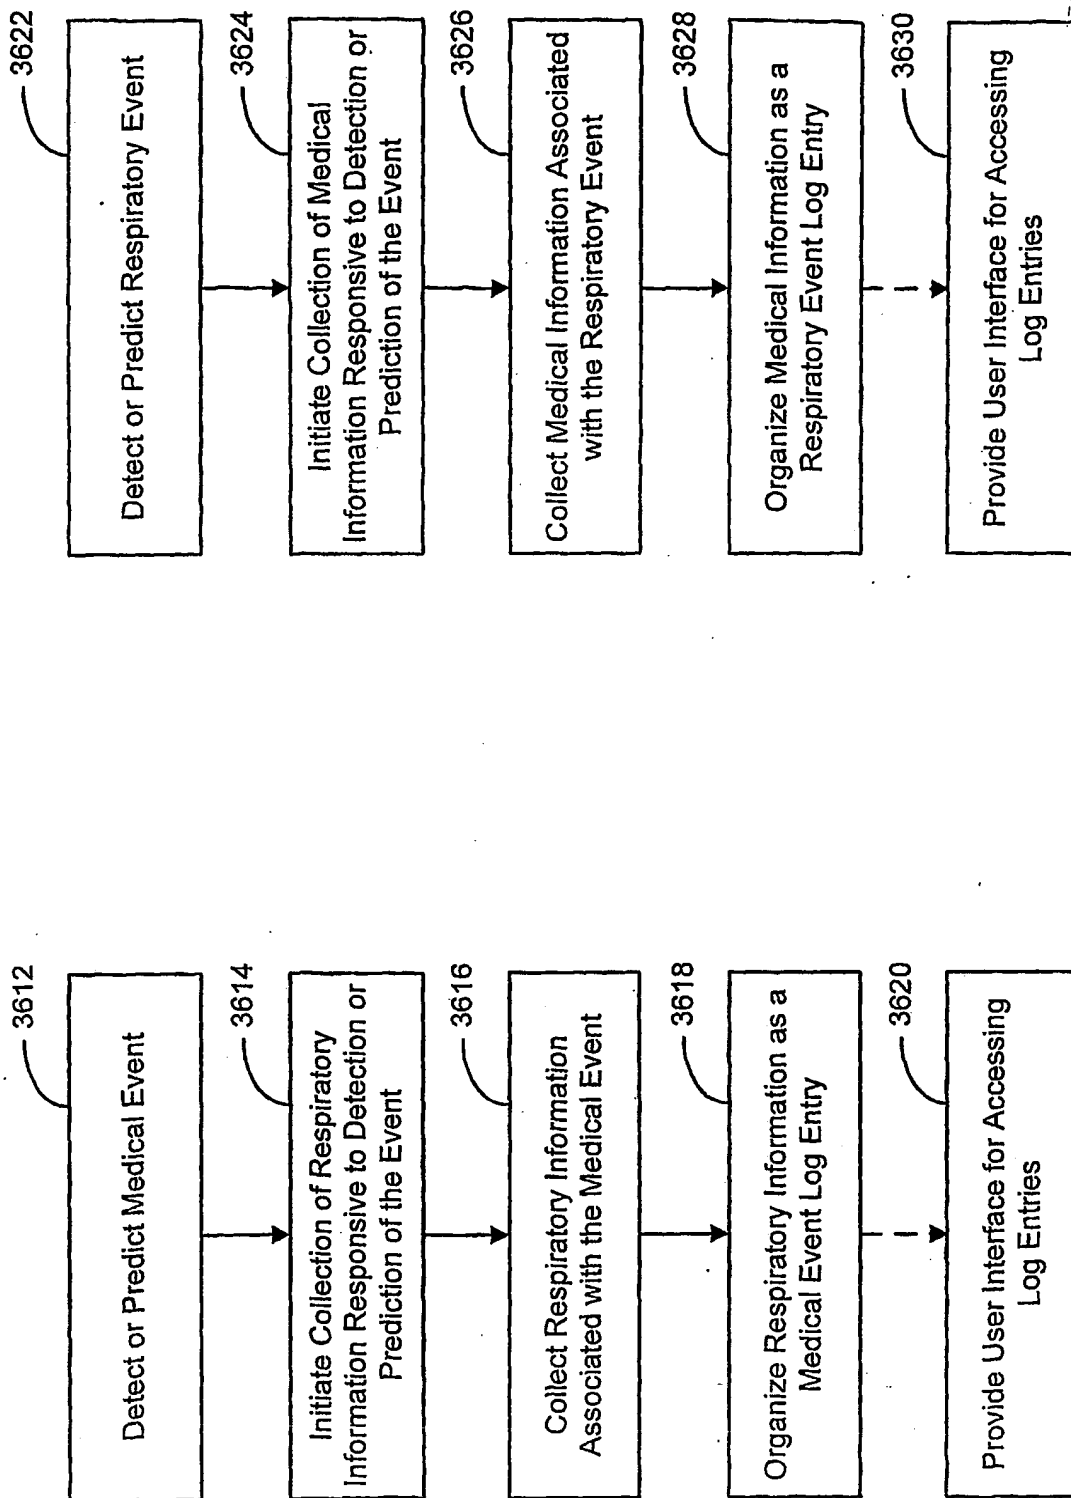 3612
Detect or Predict Medical Event
3614
Initiate Collection of Respiratory
Information Responsive to Detection or
Prediction of the Event
3616
Collect Respiratory Information
Associated with the Medical Event
3618
Organize Respiratory Information as a
Medical Event Log Entry
3620
Provide User Interface for Accessing
Log Entries
3622
Detect or Predict Respiratory Event
3624
Initiate Collection of Medical
Information Responsive to Detection or
Prediction of the Event
3626
Collect Medical Information Associated
with the Respiratory Event
3628
Organize Medical Information as a
Respiratory Event Log Entry
3630
Provide User Interface for Accessing
Log Entries